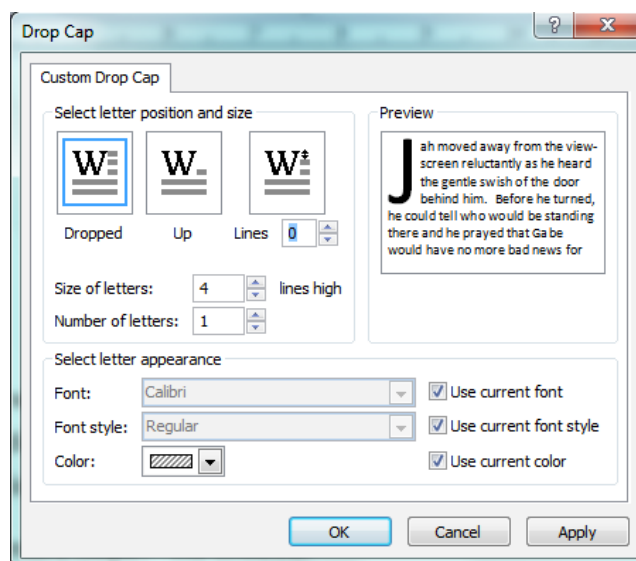 Drop Cap
Custom Drop Cap
Select letter position and size
W
W
W
Dropped
Up
Lines
0
Size of letters:
4
lines high
Number of letters:
1
Preview
Jah moved away from the view-
screen reluctantly as he heard
the gentle swish of the door
behind him. Before he turned,
he could tell who would be standing
there and he prayed that Gabe
would have no more bad news for
Select letter appearance
Font:
Calibri
Use current font
Font style:
Regular
Use current font style
Color:
Use current color
OK
Cancel
Apply